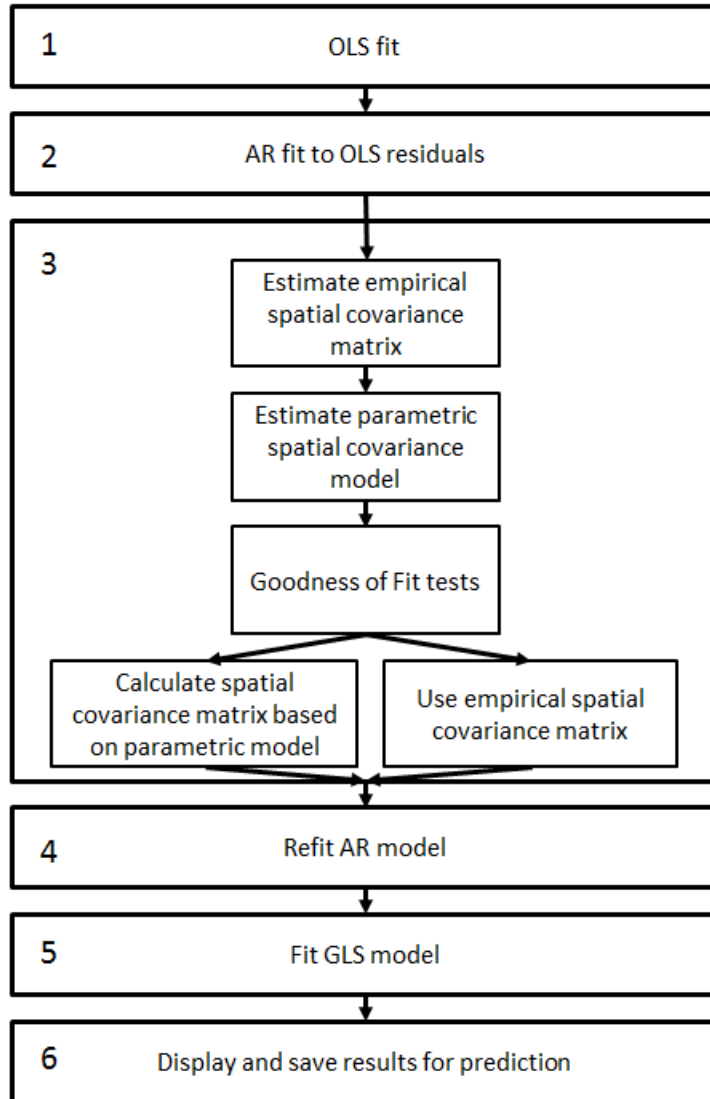 1
OLS fit
2
AR fit to OLS residuals
3
Estimate empirical
spatial covariance
matrix
Estimate parametric
spatial covariance
model
Goodness of Fit tests
Calculate spatial
covariance matrix based
on parametric model
Use empirical spatial
covariance matrix
4
Refit AR model
5
Fit GLS model
6
Display and save results for prediction